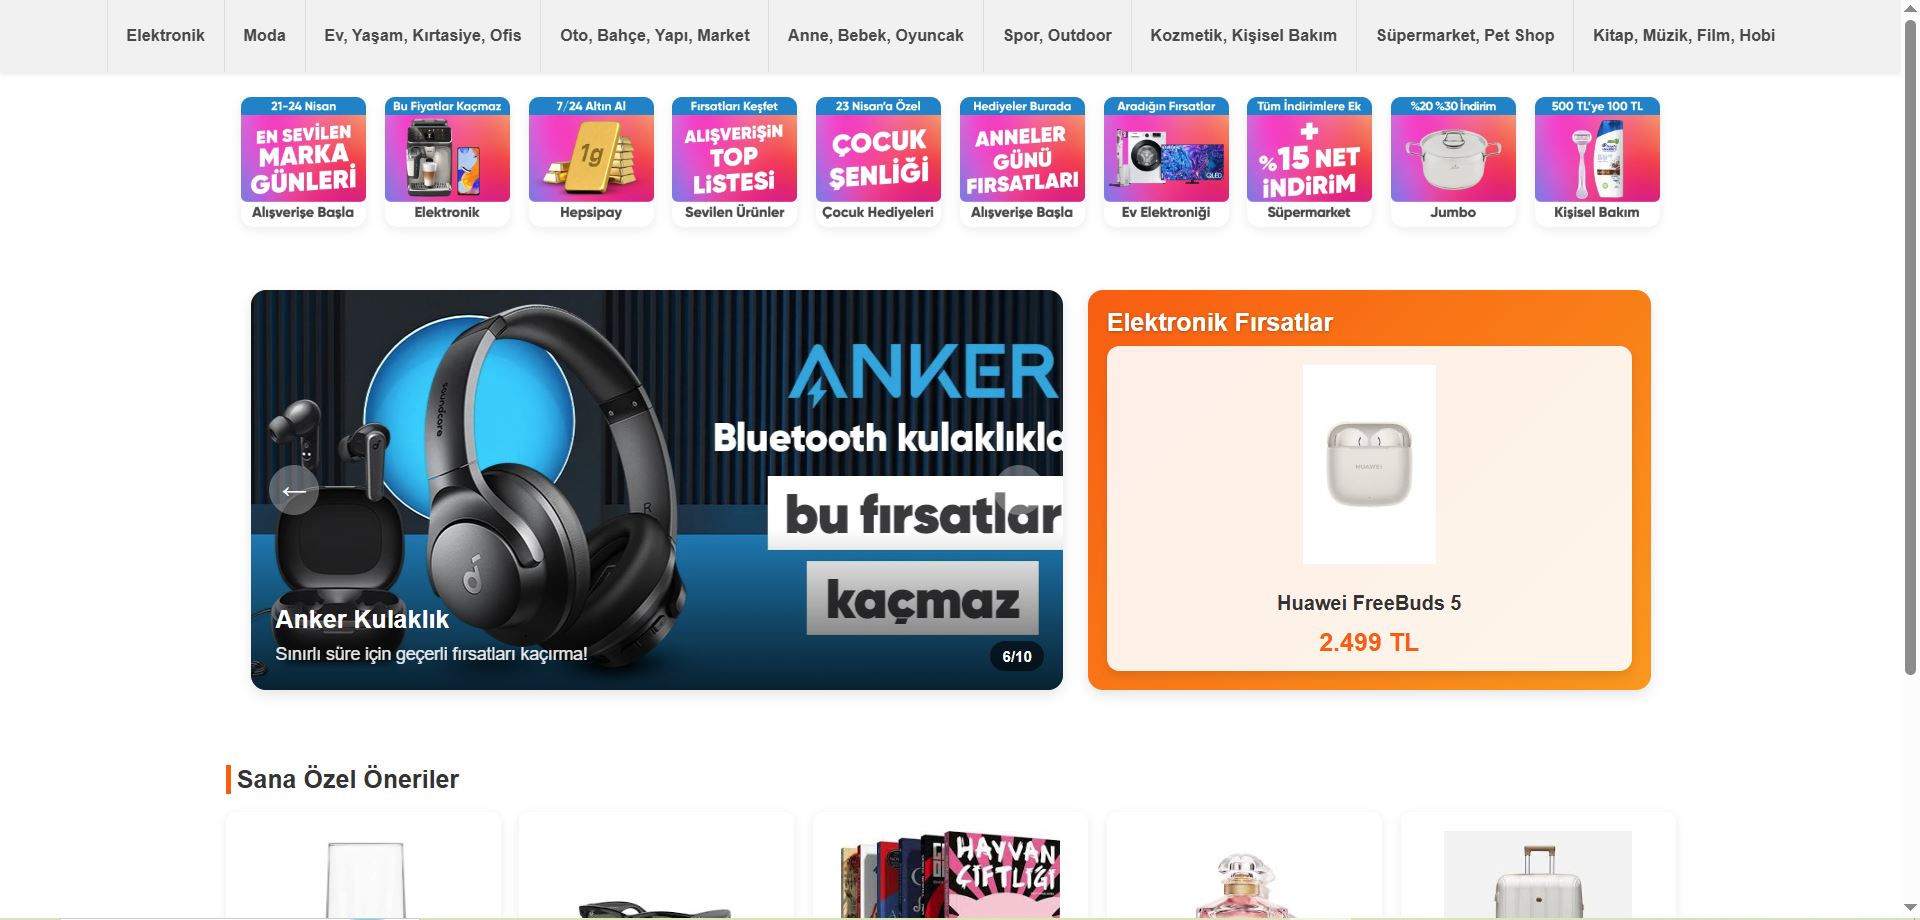 Elektronik
Moda
Ev, Yaşam, Kırtasiye, Ofis
Oto, Bahçe, Yapı, Market
Anne, Bebek, Oyuncak
Spor, Outdoor
Kozmetik, Kişisel Bakım
Süpermarket, Pet Shop
Kitap, Müzik, Film, Hobi
21-24 Nisan
EN SEVİLEN
MARKA
GÜNLERİ
Alışverişe Başla
Bu Fiyatlar Kaçmaz
Elektronik
7/24 Altın Al
1g
Hepsipay
Fırsatları Keşfet
ALIŞVERİŞİN
TOP
LİSTESİ
Sevilen Ürünler
23 Nisan'a Özel
ÇOCUK
ŞENLİĞİ
Çocuk Hediyeleri
Hediyeler Burada
ANNELER
GÜNÜ
FIRSATLARI
Alışverişe Başla
Aradığın Fırsatlar
QLED
Ev Elektroniği
Tüm İndirimlere Ek
+
%15 NET
İNDİRİM
Süpermarket
%20 %30 İndirim
Jumbo
500 TL'ye 100 TL
Kişisel Bakım
soundcore
R
ANKER
Bluetooth kulaklıkla
bu fırsatlar
kaçmaz
←
Anker Kulaklık
Sınırlı süre için geçerli fırsatları kaçırma!
6/10
Elektronik Fırsatlar
HUAWEI
Huawei FreeBuds 5
2.499 TL
Sana Özel Öneriler
HAYVAN
ÇİFTLİĞİ